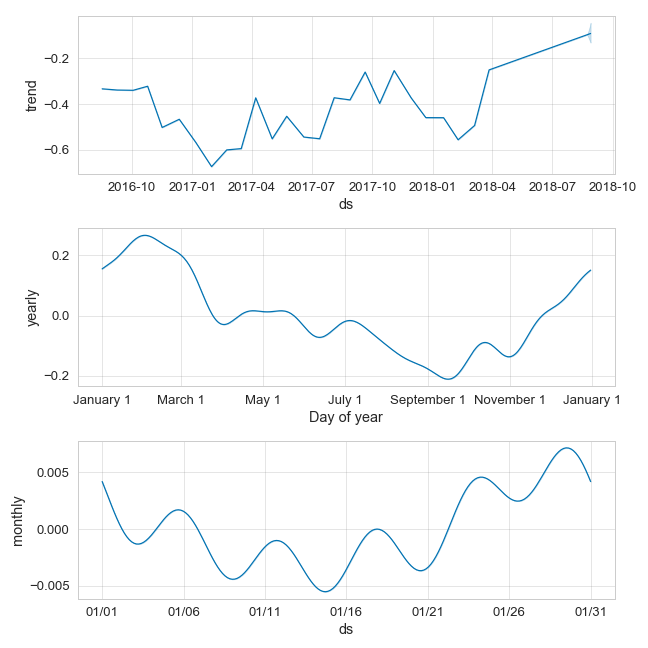 −0.2
−0.4
−0.6
trend
2016-10 2017-01 2017-04 2017-07 2017-10 2018-01 2018-04 2018-07 2018-10
ds
0.2
0.0
−0.2
yearly
January 1 March 1 May 1 July 1 September 1 November 1 January 1
Day of year
0.005
0.000
−0.005
monthly
01/01 01/06 01/11 01/16 01/21 01/26 01/31
ds